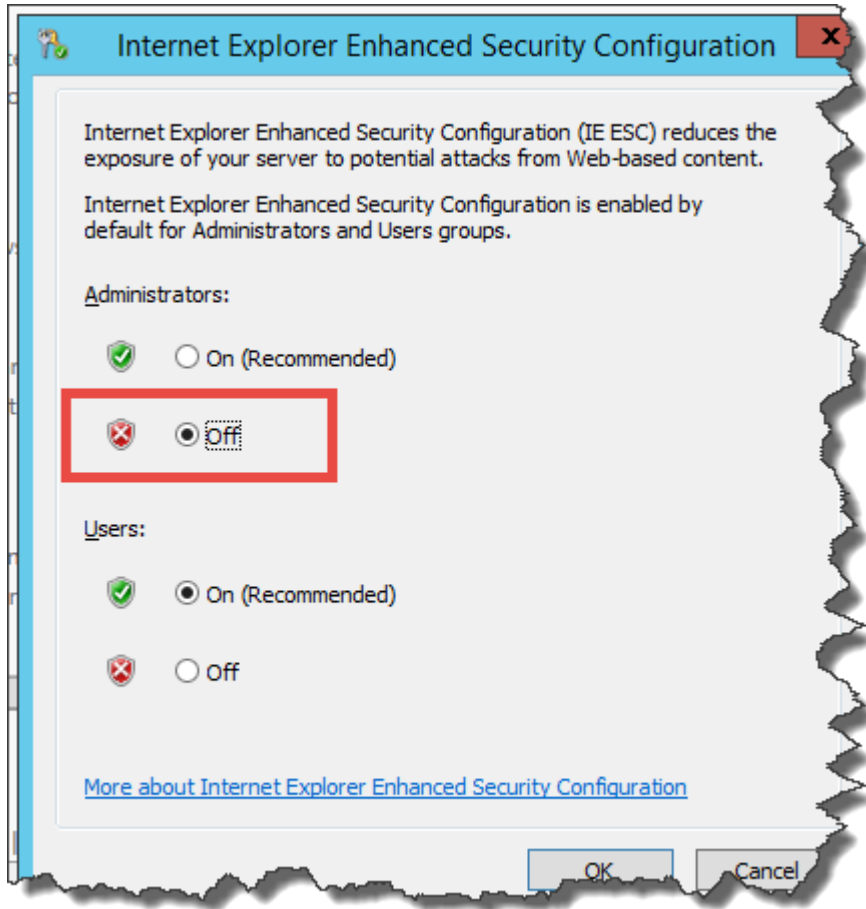 Internet Explorer Enhanced Security Configuration
Internet Explorer Enhanced Security Configuration (IE ESC) reduces the
exposure of your server to potential attacks from Web-based content.
Internet Explorer Enhanced Security Configuration is enabled by
default for Administrators and Users groups.
Administrators:
On (Recommended)
Off
Users:
On (Recommended)
Off
More about Internet Explorer Enhanced Security Configuration
OK Cancel